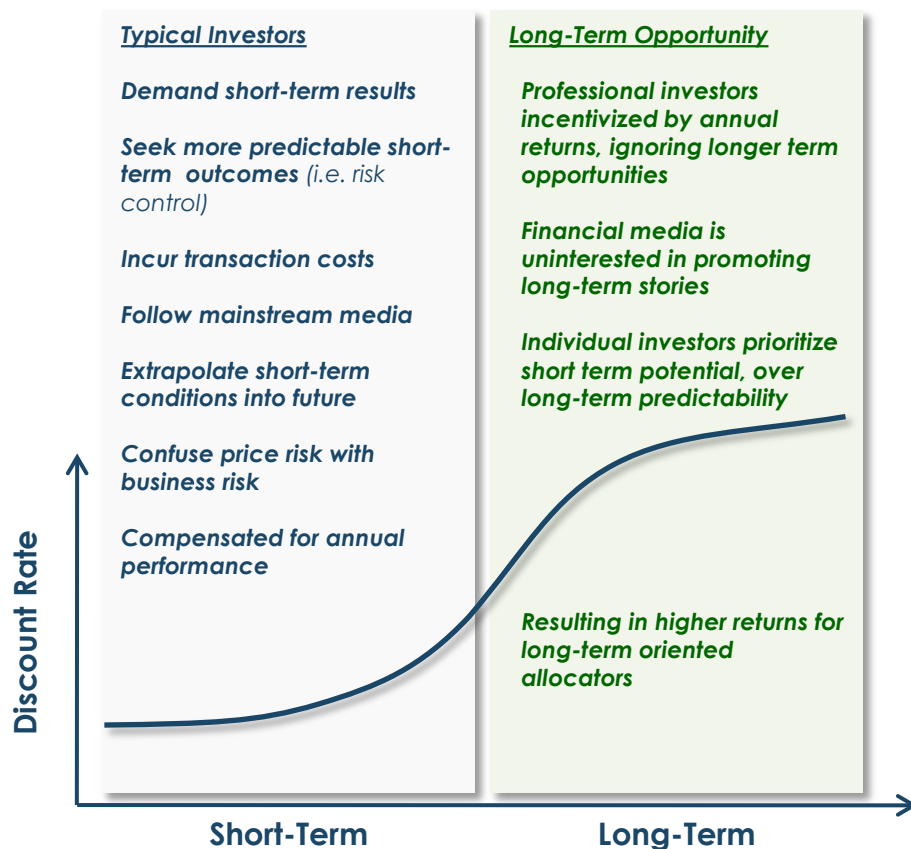 Typical Investors
Demand short-term results
Seek more predictable short-
term outcomes (i.e. risk
control)
Incur transaction costs
Follow mainstream media
Extrapolate short-term
conditions into future
Confuse price risk with
business risk
Compensated for annual
performance
Long-Term Opportunity
Professional investors
incentivized by annual
returns, ignoring longer term
opportunities
Financial media is
uninterested in promoting
long-term stories
Individual investors prioritize
short term potential, over
long-term predictability
Resulting in higher returns for
long-term oriented
allocators
Discount Rate
Short-Term
Long-Term